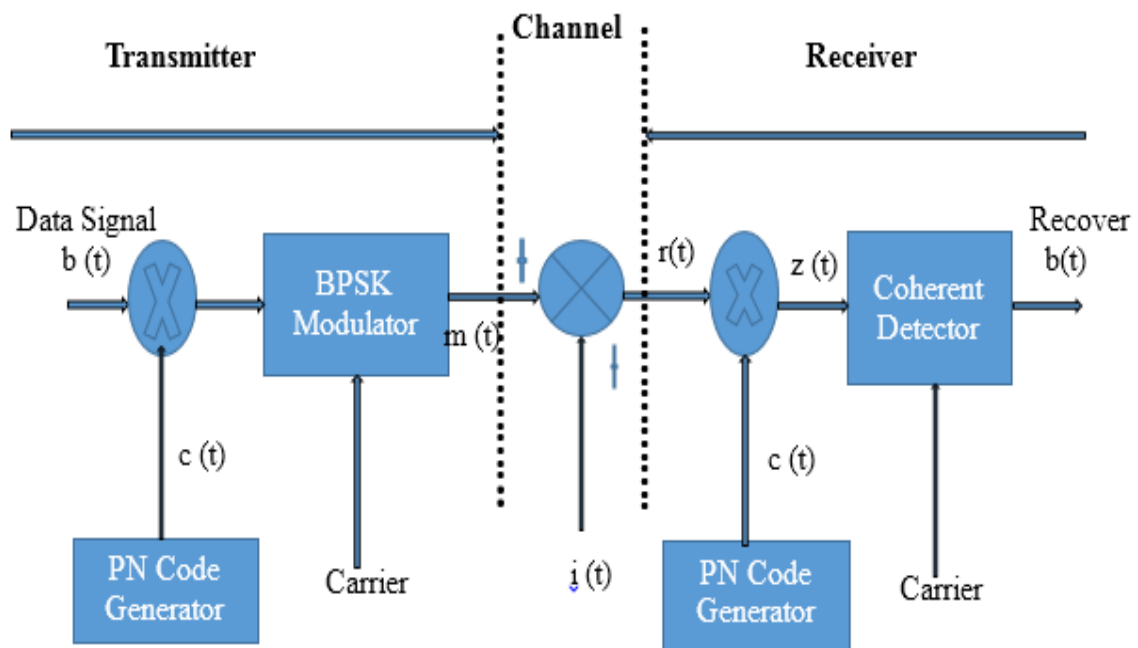 Transmitter
Channel
Receiver
Data Signal
b (t)
BPSK
Modulator
m (t)
r(t)
z (t)
Coherent
Detector
Recover
b(t)
c (t)
c (t)
PN Code
Generator
Carrier
i (t)
PN Code
Generator
Carrier